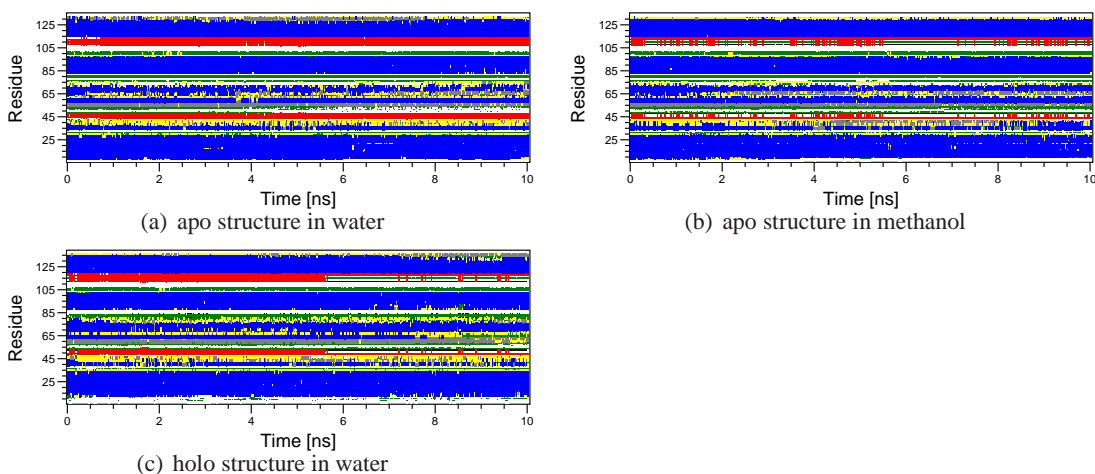 Residue
125
105
85
65
45
25
0 2 4 6 8 10
Time [ns]
(a) apo structure in water
Residue
125
105
85
65
45
25
0 2 4 6 8 10
Time [ns]
(b) apo structure in methanol
Residue
125
105
85
65
45
25
0 2 4 6 8 10
Time [ns]
(c) holo structure in water